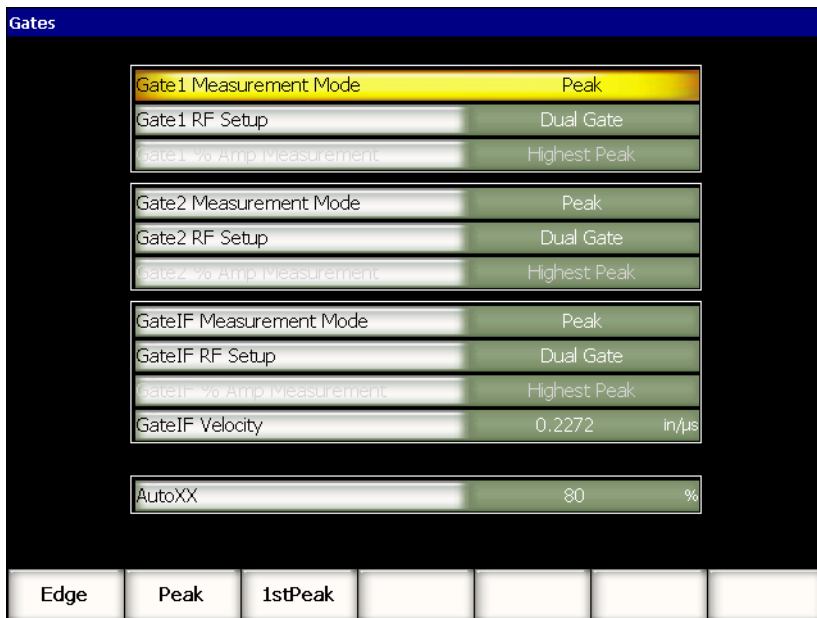 Gates
Gate1 Measurement Mode Peak
Gate1 RF Setup Dual Gate
Gate1 % Amp Measurement Highest Peak
Gate2 Measurement Mode Peak
Gate2 RF Setup Dual Gate
Gate2 % Amp Measurement Highest Peak
GateIF Measurement Mode Peak
GateIF RF Setup Dual Gate
GateIF % Amp Measurement Highest Peak
GateIF Velocity 0.2272 in/µs
AutoXX 80 %
Edge Peak 1stPeak